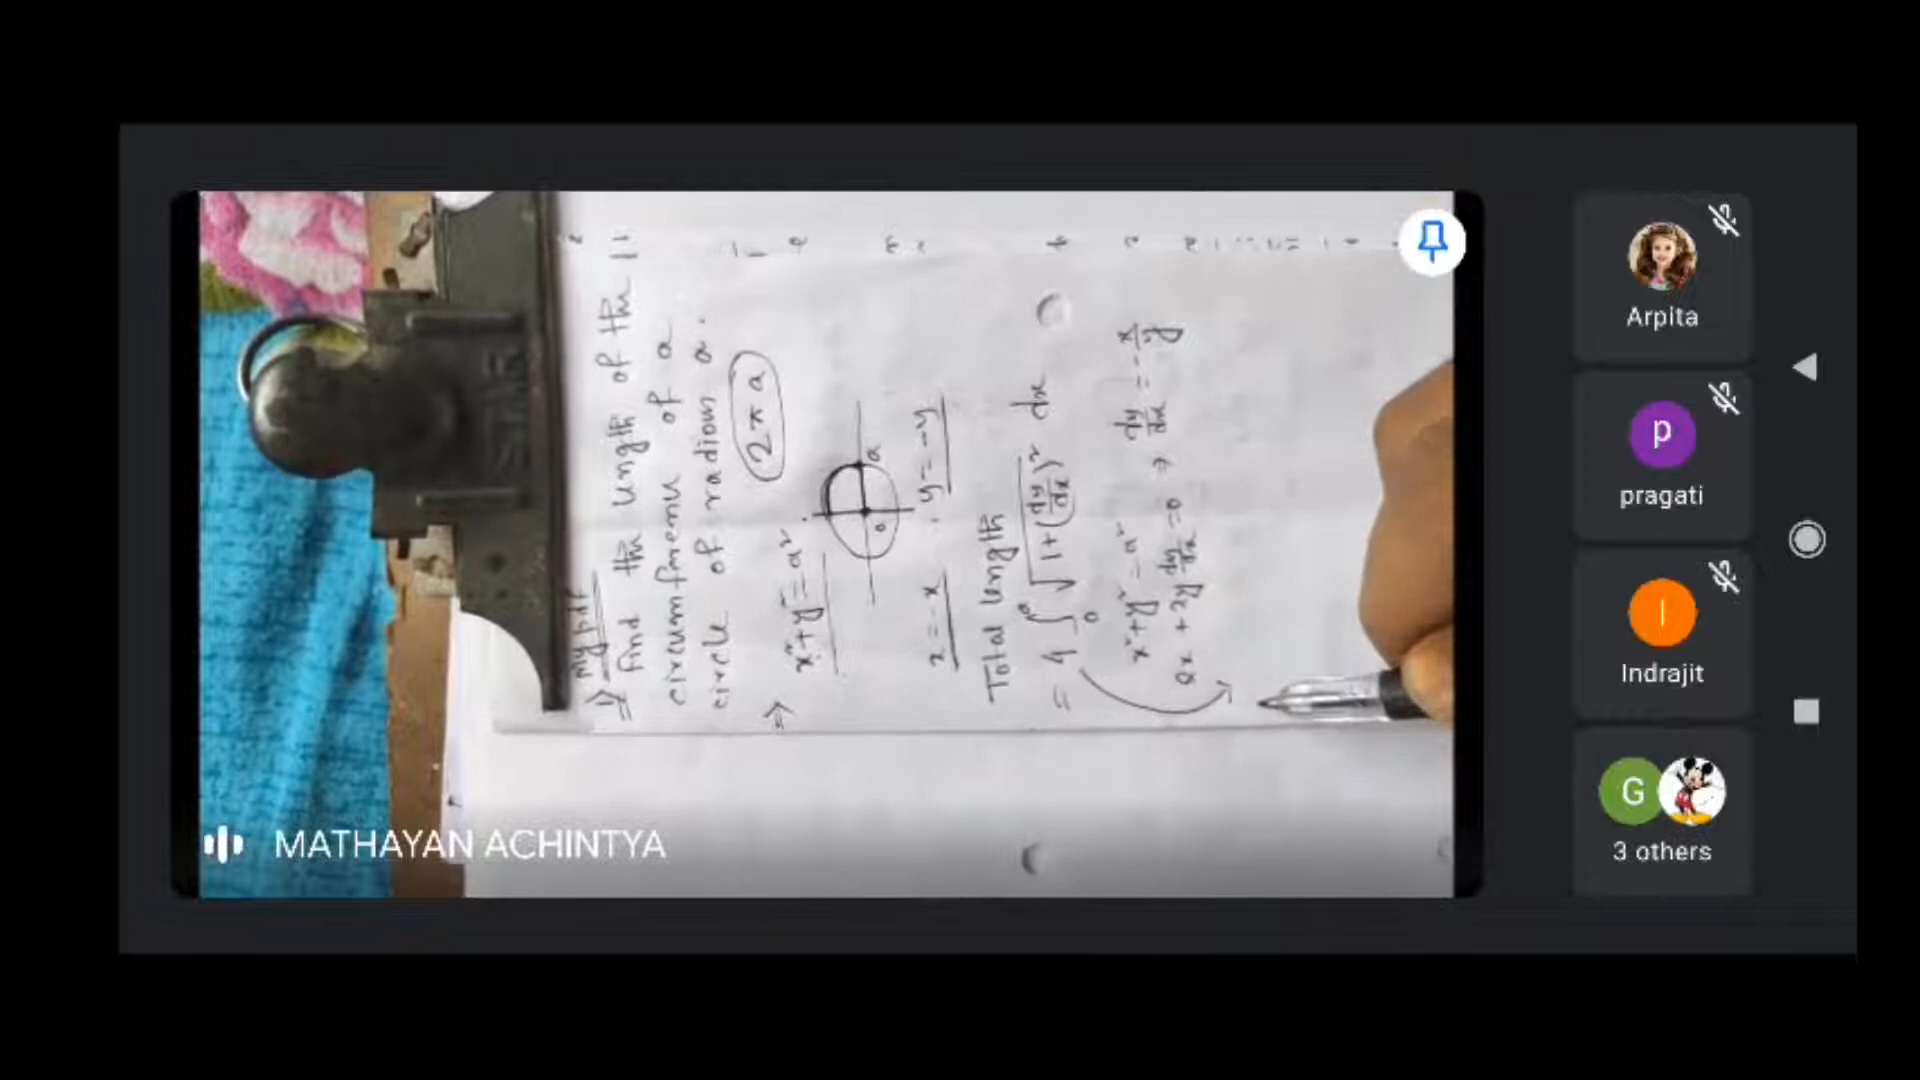 my pdf
⇒ find the length of the
circumfrenu of a
circle of radiom a.
2πa
⇒ x²+y²=a²
a
o
x=-x, y=-y
Total length
= 4 ∫₀ᵃ √1+(dy/dx)² dx
x²+y²=a²
2x+2y dy/dx=0 ⇒ dy/dx=-x/y
MATHAYAN ACHINTYA
Arpita
p
pragati
I
Indrajit
G
3 others